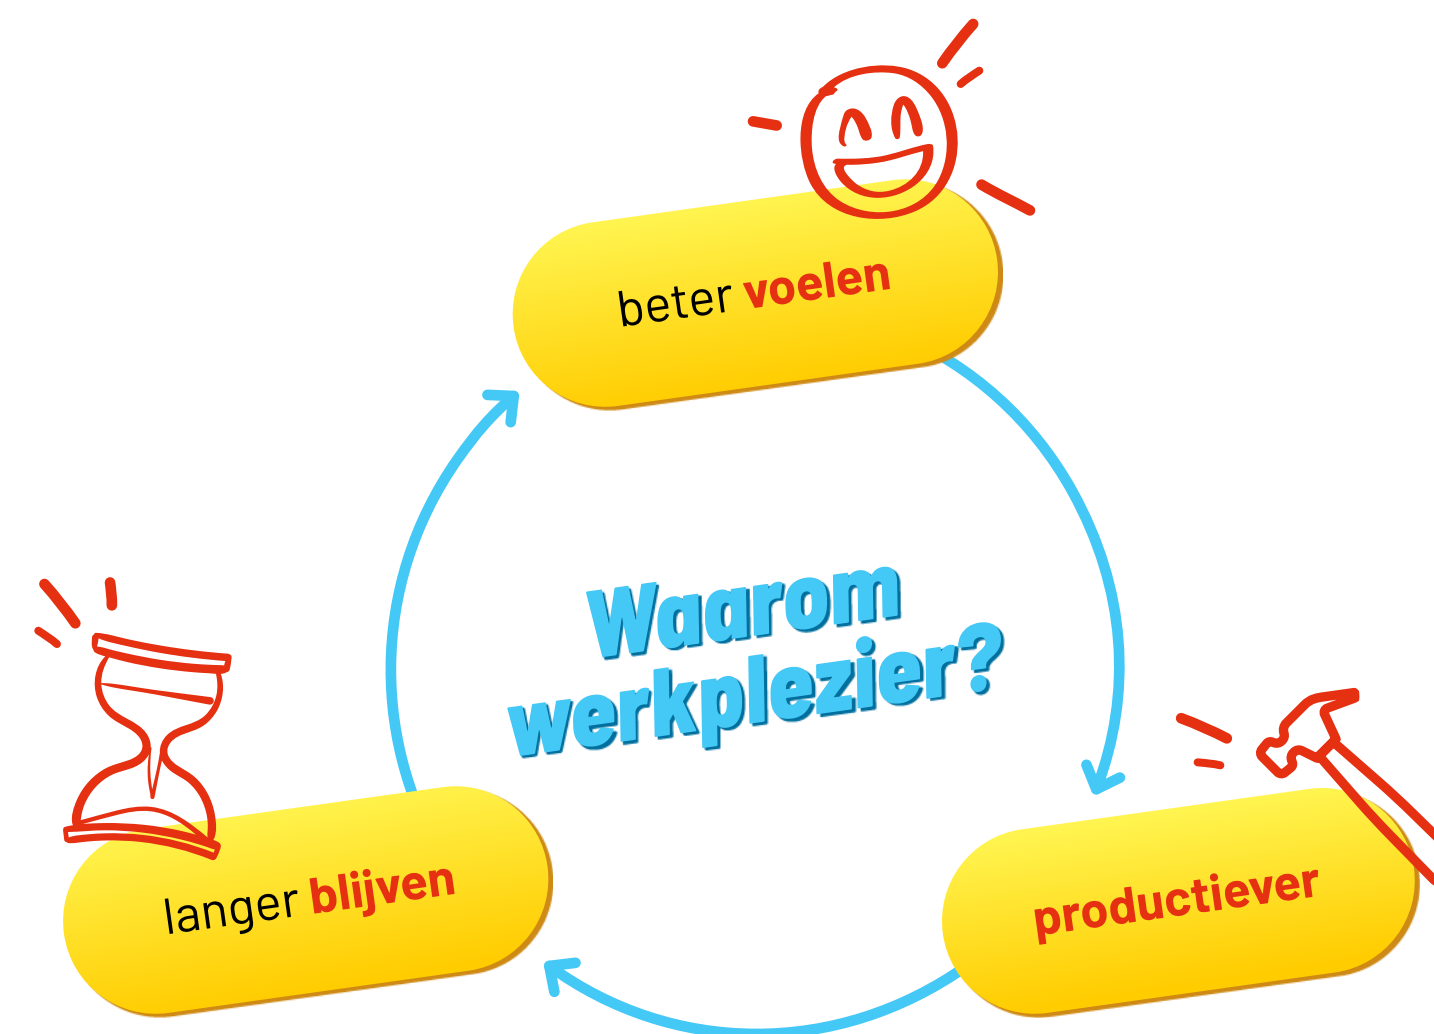 beter voelen
Waarom
werkplezier?
langer blijven
productiever